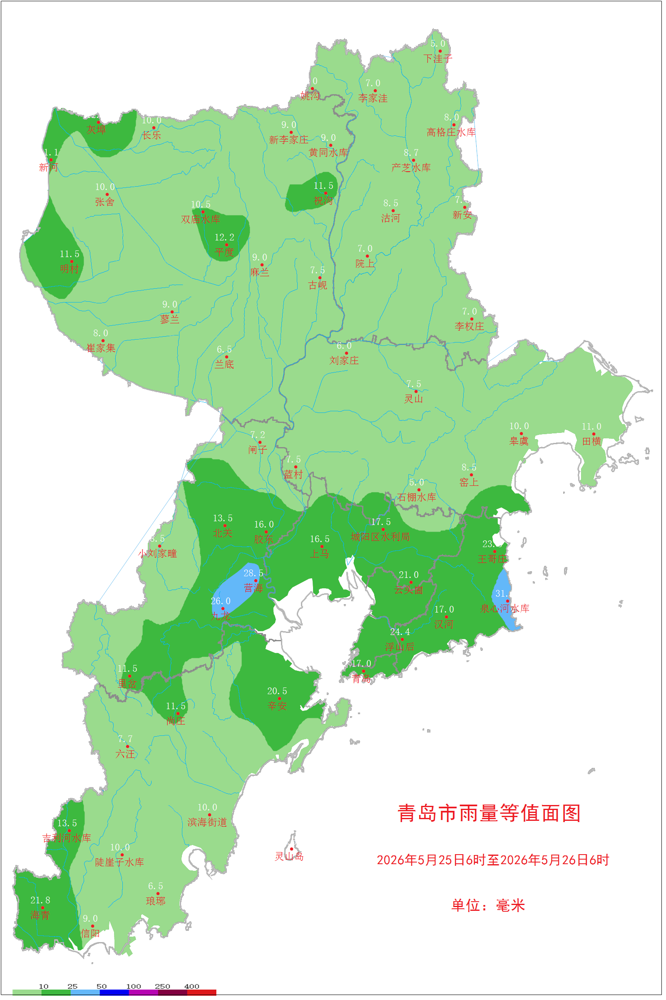 5.0
下洼子
0
姚沟
7.0
李家洼
8.0
高格庄水库
灰埠
10.0
长乐
9.0
新李家庄
9.0
黄同水库
1.1
新河
8.7
产芝水库
10.0
张舍
11.5
祝沟
10.5
双庙水库
8.5
沽河
7.
新安
12.2
平度
11.5
明村
9.0
麻兰
7.0
院上
7.5
古岘
9.0
蓼兰
7.0
李权庄
8.0
崔家集
6.5
兰底
6.0
刘家庄
7.5
灵山
10.0
皋虞
11.0
田横
7.2
闸子
7.5
蓝村
8.5
窑上
5.0
石棚水库
13.5
北关
16.0
胶东
17.5
城阳区水利局
8.5
小刘家疃
16.5
上马
23.
王哥庄
28.5
营海
21.0
云头崮
26.0
九龙
31.
泉心河水库
17.0
汉河
24.4
浮山后
17.0
青岛
11.5
里岔
20.5
辛安
11.5
尚庄
7.7
六汪
10.0
滨海街道
13.5
吉利河水库
10.0
陡崖子水库
灵山岛
6.5
琅琊
21.8
海青
9.0
信阳
青岛市雨量等值面图
2026年5月25日6时至2026年5月26日6时
单位：毫米
10 25 50 100 250 400